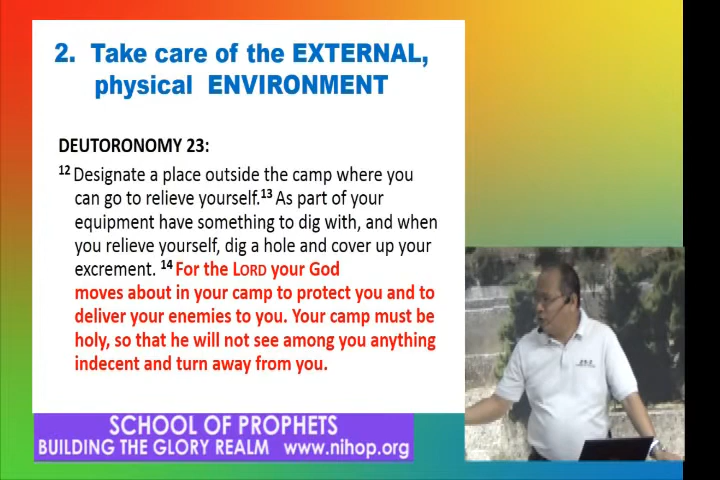 2. Take care of the EXTERNAL,
physical ENVIRONMENT
DEUTORONOMY 23:
12 Designate a place outside the camp where you
can go to relieve yourself.13 As part of your
equipment have something to dig with, and when
you relieve yourself, dig a hole and cover up your
excrement. 14 For the LORD your God
moves about in your camp to protect you and to
deliver your enemies to you. Your camp must be
holy, so that he will not see among you anything
indecent and turn away from you.
SCHOOL OF PROPHETS
BUILDING THE GLORY REALM www.nihop.org